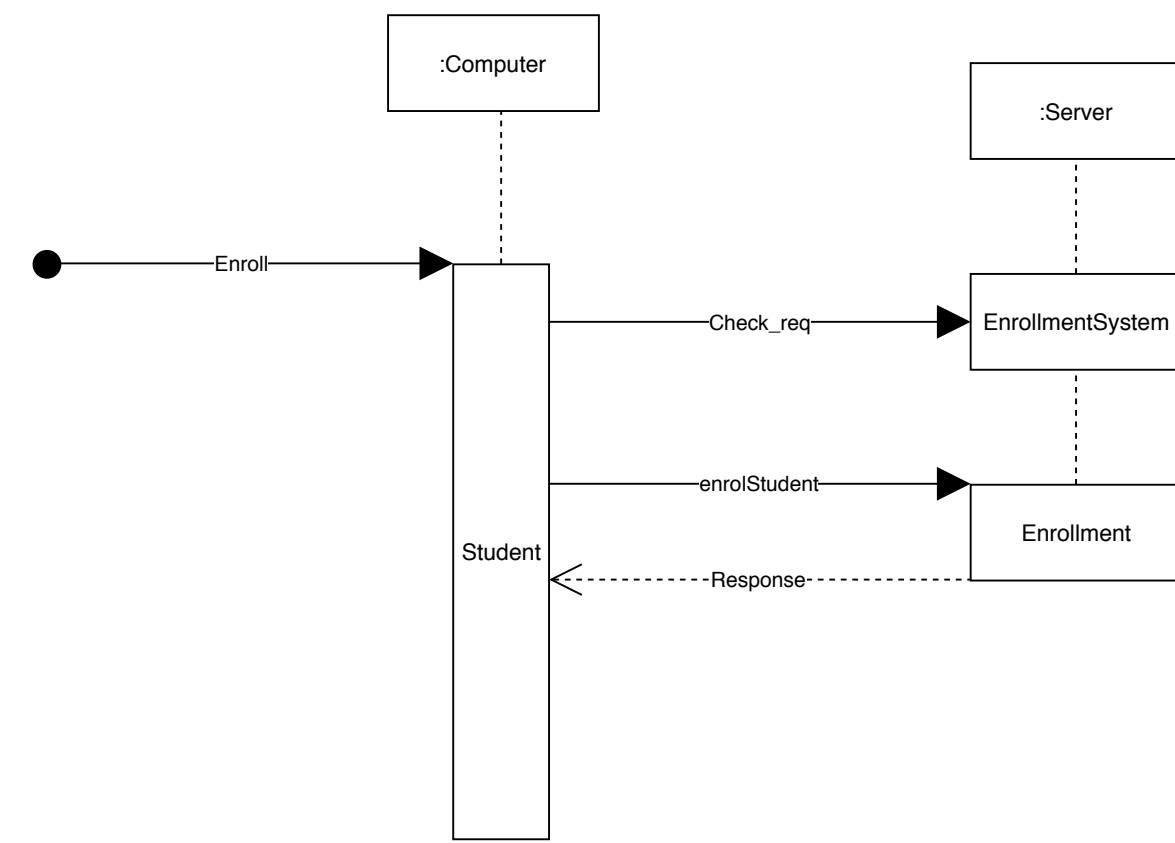 :Computer
:Server
Enroll
Check_req
EnrollmentSystem
enrolStudent
Enrollment
Student
Response